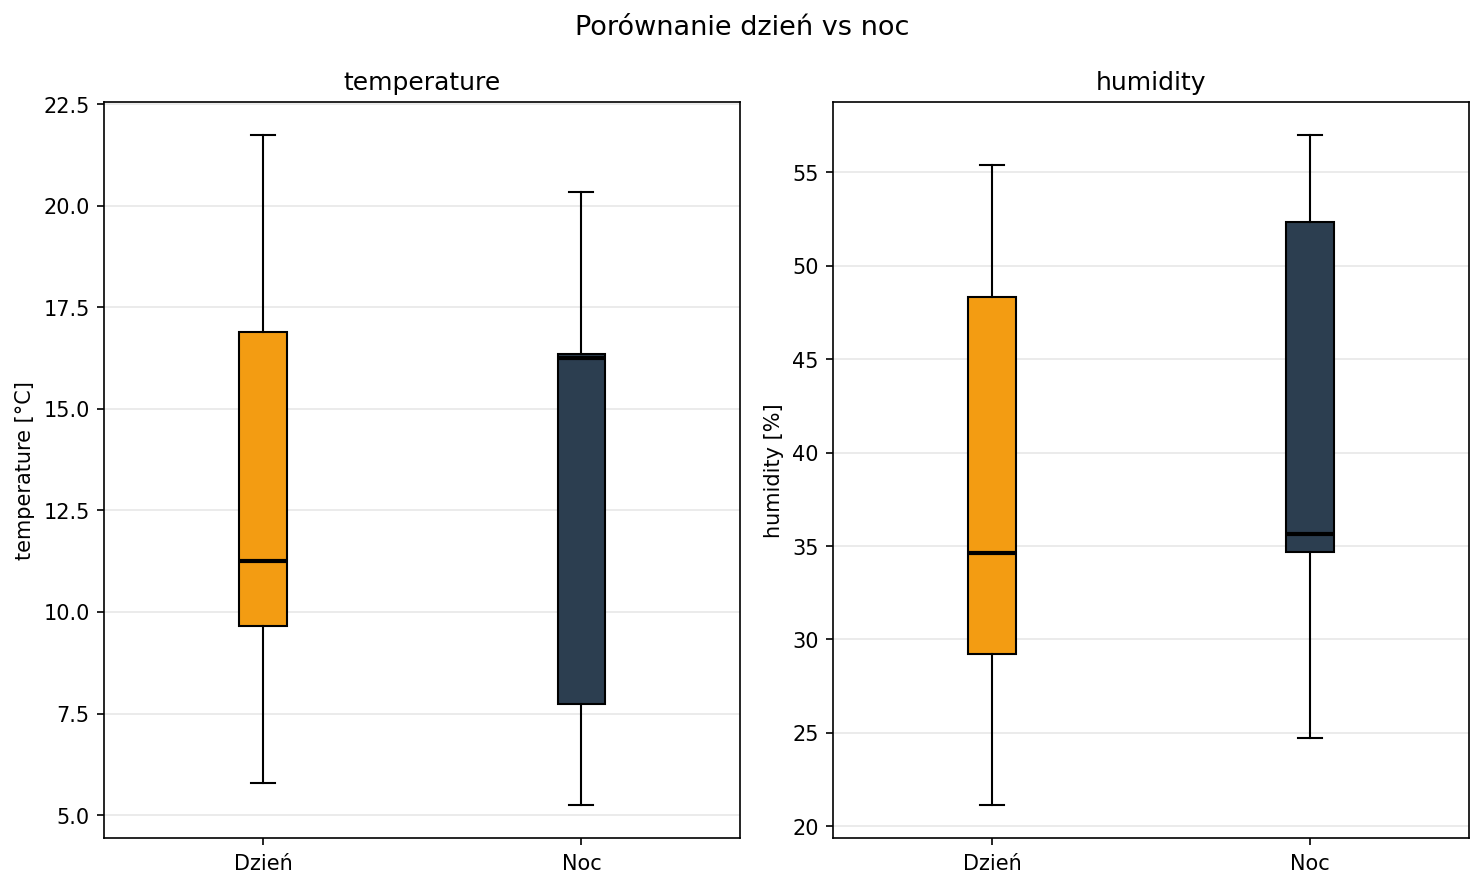 Porównanie dzień vs noc
temperature
22.5
20.0
17.5
15.0
12.5
10.0
7.5
5.0
temperature [°C]
Dzień
Noc
humidity
55
50
45
40
35
30
25
20
humidity [%]
Dzień
Noc